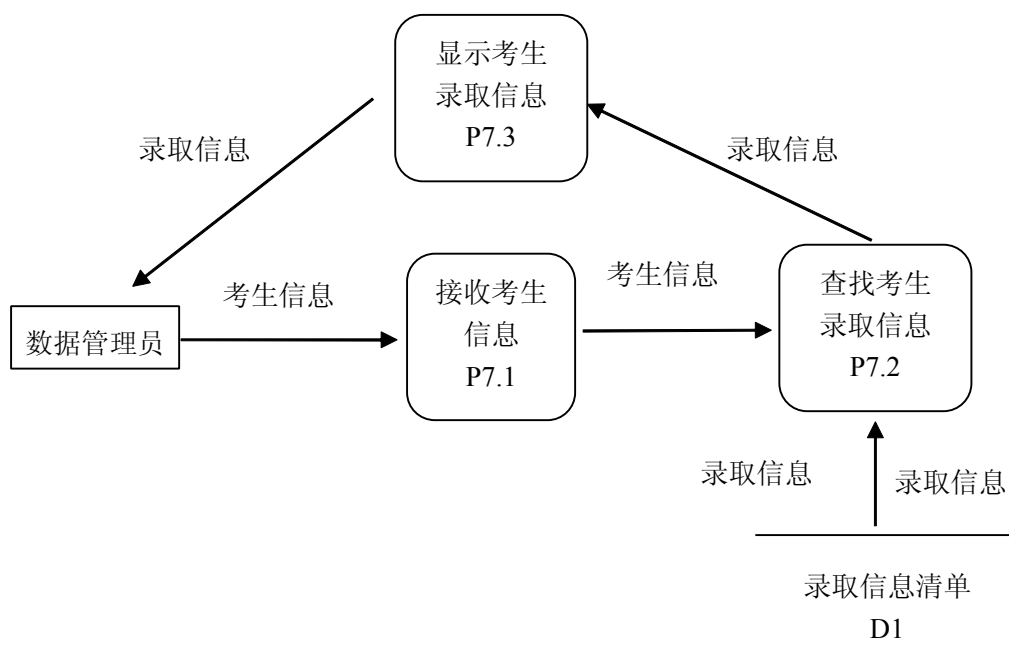 显示考生
录取信息
P7.3
录取信息
录取信息
考生信息
接收考生
信息
P7.1
考生信息
查找考生
录取信息
P7.2
数据管理员
录取信息
录取信息
录取信息清单
D1